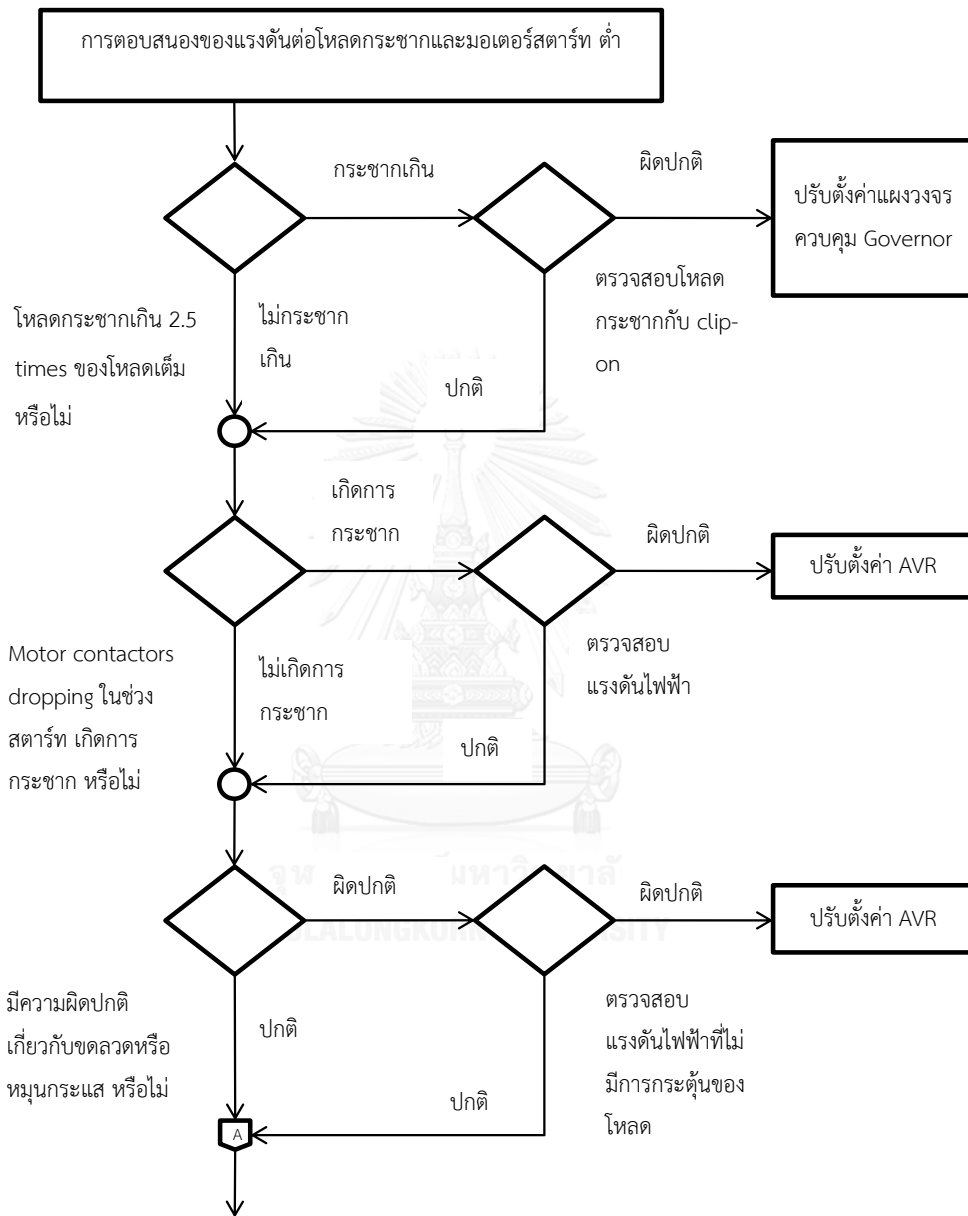 การตอบสนองของแรงดันต่อโหลดกระชากและมอเตอร์สตาร์ท ต่ำ
กระชากเกิน
ผิดปกติ
ปรับตั้งค่าแผงวงจร
ควบคุม Governor
โหลดกระชากเกิน 2.5
times ของโหลดเต็ม
หรือไม่
ไม่กระชาก
เกิน
ตรวจสอบโหลด
กระชากกับ clip-
on
ปกติ
เกิดการ
กระชาก
ผิดปกติ
ปรับตั้งค่า AVR
Motor contactors
dropping ในช่วง
สตาร์ท เกิดการ
กระชาก หรือไม่
ไม่เกิดการ
กระชาก
ตรวจสอบ
แรงดันไฟฟ้า
ปกติ
ผิดปกติ
ผิดปกติ
ปรับตั้งค่า AVR
มีความผิดปกติ
เกี่ยวกับขดลวดหรือ
หมุนกระแส หรือไม่
ปกติ
ตรวจสอบ
แรงดันไฟฟ้าที่ไม่
มีการกระตุ้นของ
โหลด
ปกติ
A